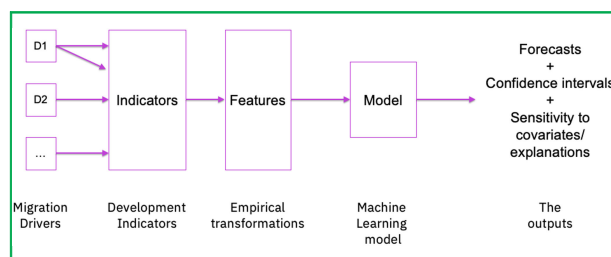 D1
D2
...
Indicators
Features
Model
Forecasts
+
Confidence intervals
+
Sensitivity to
covariates/
explanations
Migration
Drivers
Development
Indicators
Empirical
transformations
Machine
Learning
model
The
outputs